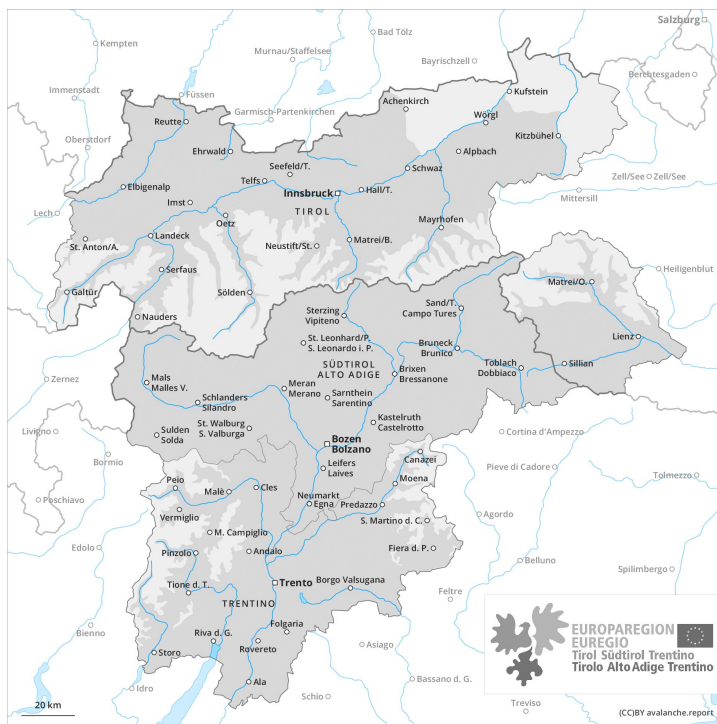 Salzburg
Kempten
Bad Tölz
Murnau/Staffelsee
Bayrischzell
Berchtesgaden
Immenstadt
Füssen
Kufstein
Achenkirch
Garmisch-Partenkirchen
Reutte
Wörgl
Kitzbühel
Oberstdorf
Ehrwald
Alpbach
Seefeld/T.
Schwaz
Telfs
Zell/See
Zell/See
Elbigenalp
Innsbruck
Hall/T.
Mittersill
Imst
TIROL
Lech
Oetz
Mayrhofen
Landeck
St. Anton/A.
Neustift/St.
Matrei/B.
Serfaus
Heiligenblut
Galtür
Sölden
Matrei/O.
Nauders
Sterzing
Vipiteno
Sand/T.
Campo Tures
Lienz
St. Leonhard/P.
S. Leonardo i. P.
Bruneck
Brunico
SÜDTIROL
ALTO ADIGE
Brixen
Bressanone
Toblach
Dobbiaco
Sillian
Zernez
Mals
Malles V.
Meran
Merano
Sarnthein
Sarentino
Schlanders
Silandro
Kastelruth
Castelrotto
Livigno
Sulden
Solda
St. Walburg
S. Valburga
Bozen
Bolzano
Cortina d'Ampezzo
Bormio
Canazei
Leifers
Laives
Pieve di Cadore
Tolmezzo
Peio
Malè
Cles
Moena
Poschiavo
Neumarkt
Egna
Predazzo
Vermiglio
Agordo
S. Martino d. C.
M. Campiglio
Edolo
Pinzolo
Andalo
Fiera d. P.
Belluno
Spilimbergo
Tione d. T.
Trento
Borgo Valsugana
Feltre
TRENTINO
Folgaria
Bienno
Riva d. G.
Rovereto
Asiago
Storo
Idro
Ala
Schio
Bassano d. G.
Treviso
EUROPAREGION
EUREGIO
Tirol Südtirol Trentino
Tirolo Alto Adige Trentino
20 km
(CC)BY avalanche.report